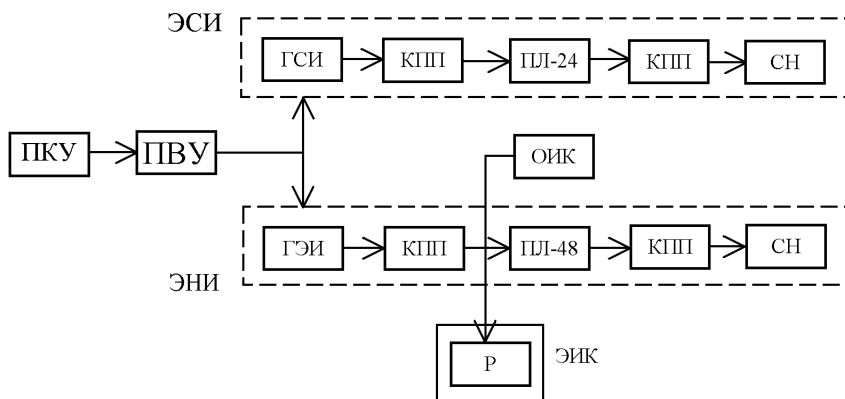 ЭСИ
ГСИ КПП ПЛ-24 КПП СН
ПКУ ПВУ ОИК
ГЭИ КПП ПЛ-48 КПП СН
ЭНИ
Р ЭИК